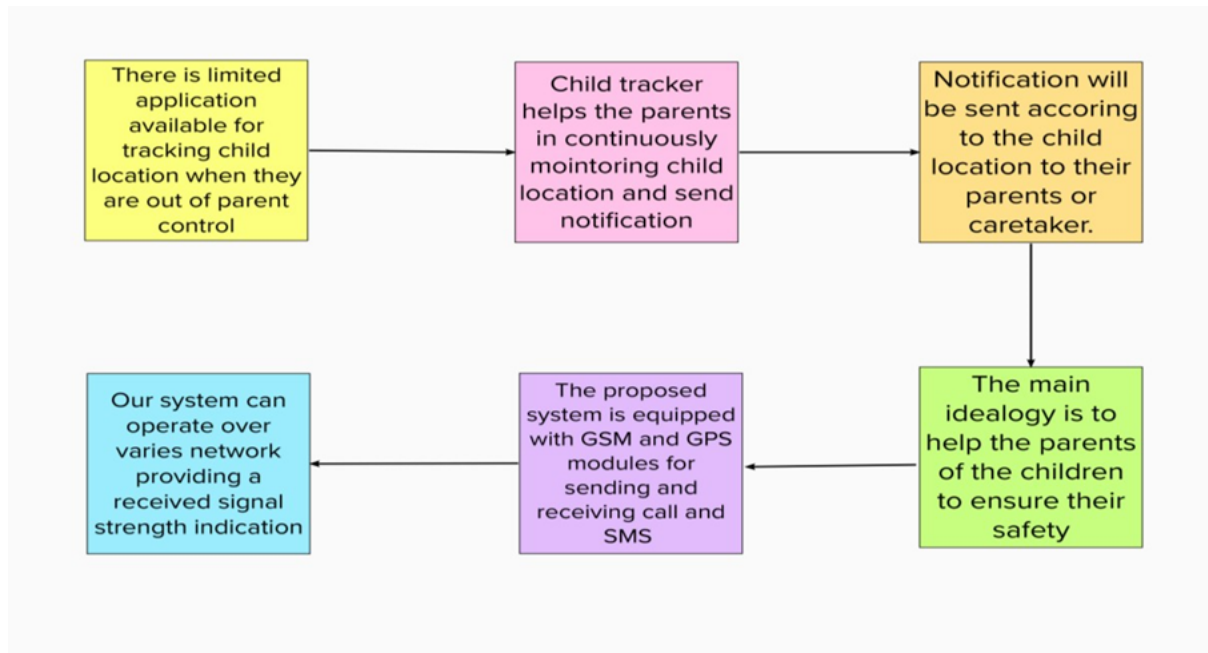 There is limited
application
available for
tracking child
location when they
are out of parent
control
Child tracker
helps the parents
in continuously
mointoring child
location and send
notification
Notification will
be sent accoring
to the child
location to their
parents or
caretaker.
The main
idealogy is to
help the parents
of the children
to ensure their
safety
The proposed
system is equipped
with GSM and GPS
modules for
sending and
receiving call and
SMS
Our system can
operate over
varies network
providing a
received signal
strength indication